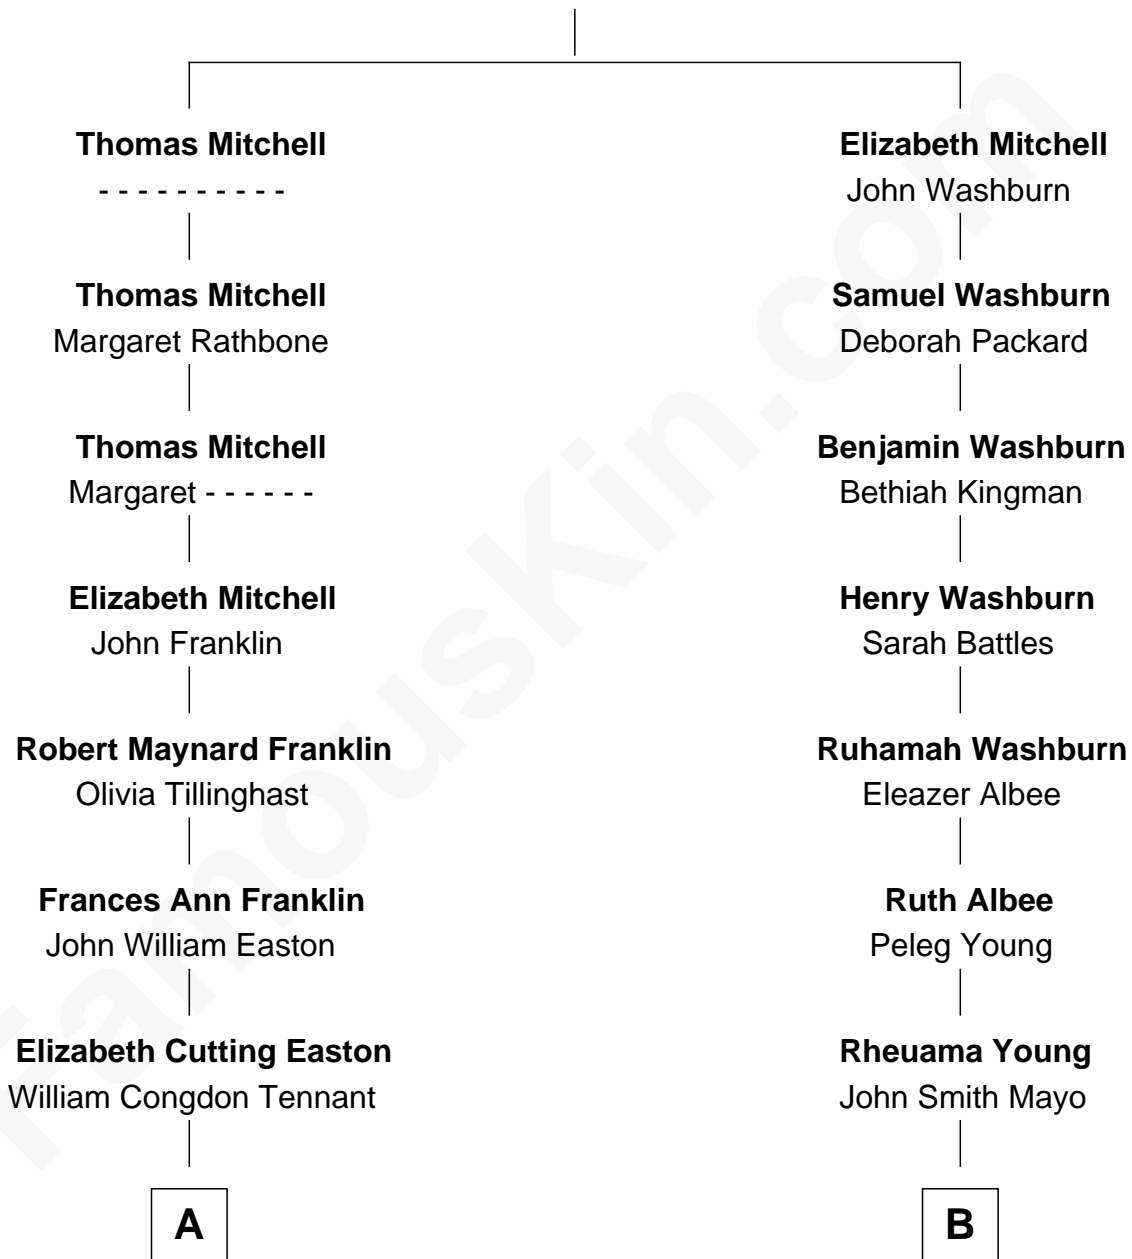 Thomas Mitchell
- - - - - - - - - -
Thomas Mitchell
Margaret Rathbone
Thomas Mitchell
Margaret - - - - - -
Elizabeth Mitchell
John Franklin
Robert Maynard Franklin
Olivia Tillinghast
Frances Ann Franklin
John William Easton
Elizabeth Cutting Easton
William Congdon Tennant
A
Elizabeth Mitchell
John Washburn
Samuel Washburn
Deborah Packard
Benjamin Washburn
Bethiah Kingman
Henry Washburn
Sarah Battles
Ruhamah Washburn
Eleazer Albee
Ruth Albee
Peleg Young
Rheuama Young
John Smith Mayo
B
FamousKin.com